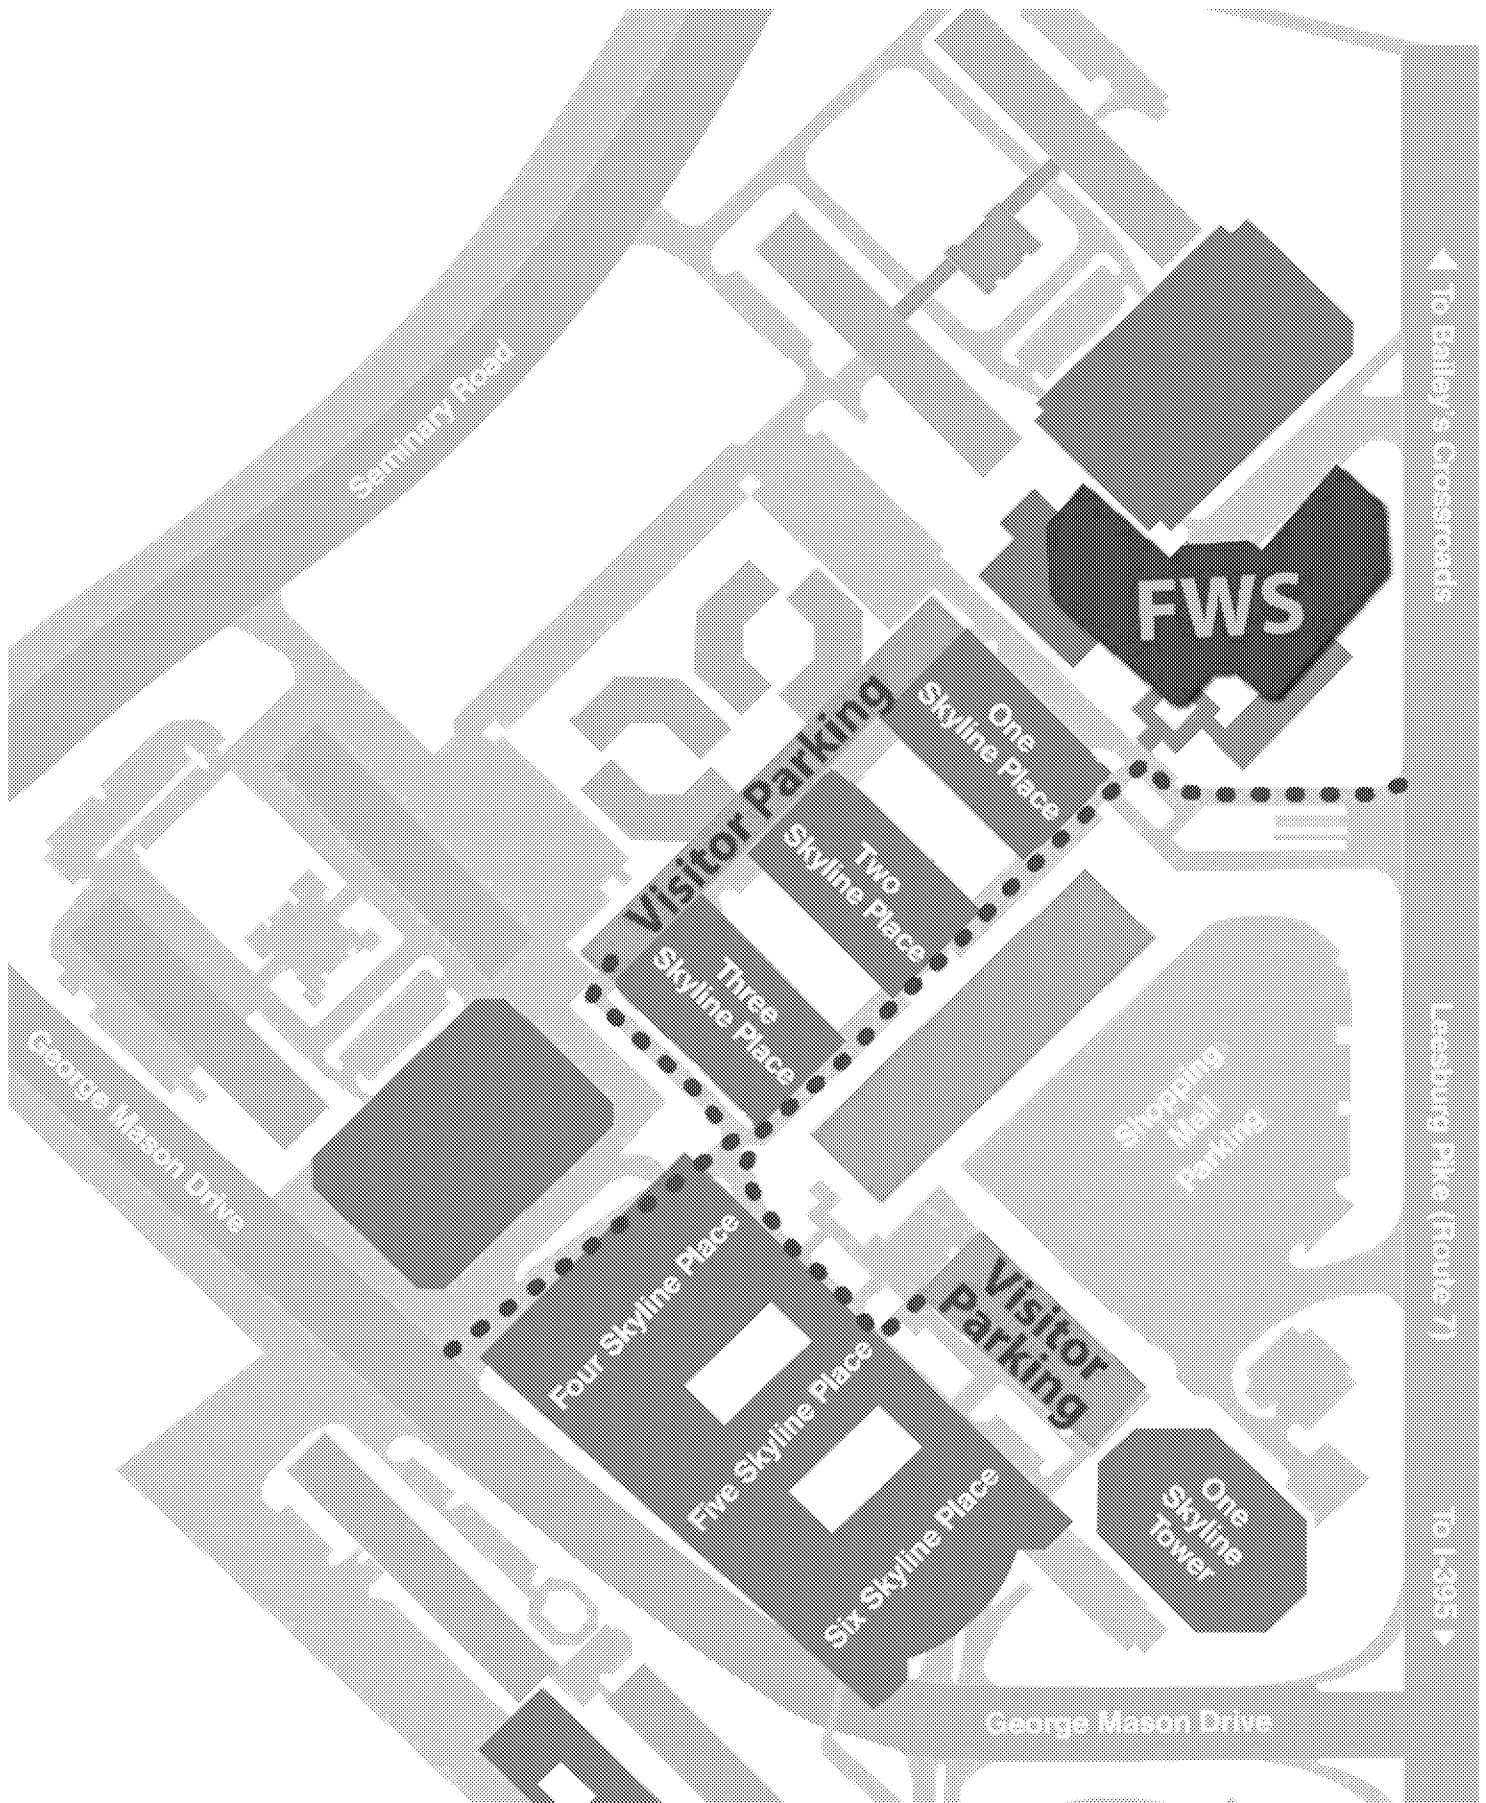 Seminary Road
To Bailey's Crossroads
FWS
One
Skyline Place
Visitor Parking
Two
Skyline Place
Three
Skyline Place
George Mason Drive
Shopping
Mall
Parking
Leesburg Pike (Route 7)
Four Skyline Place
Visitor
Parking
Five Skyline Place
Six Skyline Place
One
Skyline
Tower
To I-395
George Mason Drive